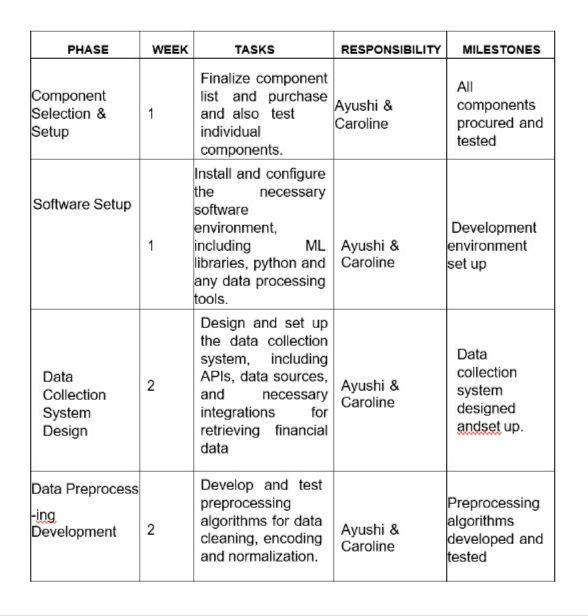 PHASE WEEK TASKS RESPONSIBILITY MILESTONES
Component
Selection &
Setup
1
Finalize component
list and purchase
and also test
individual
components.
Ayushi &
Caroline
All
components
procured and
tested
Software Setup
1
Install and configure
the necessary
software
environment,
including ML
libraries, python and
any data processing
tools.
Ayushi &
Caroline
Development
environment
set up
Data
Collection
System
Design
2
Design and set up
the data collection
system, including
APIs, data sources,
and necessary
integrations for
retrieving financial
data
Ayushi &
Caroline
Data
collection
system
designed
andset up.
Data Preprocess
-ing
Development
2
Develop and test
preprocessing
algorithms for data
cleaning, encoding
and normalization.
Ayushi &
Caroline
Preprocessing
algorithms
developed and
tested